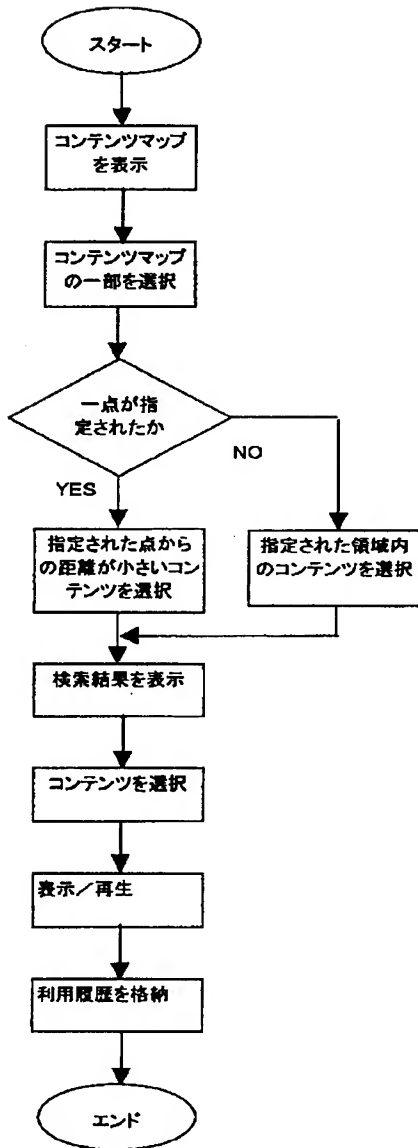 スタート
コンテンツマップ
を表示
コンテンツマップ
の一部を選択
一点が指
定されたか
NO
YES
指定された点から
の距離が小さいコン
テンツを選択
指定された領域内
のコンテンツを選択
検索結果を表示
コンテンツを選択
表示／再生
利用履歴を格納
エンド